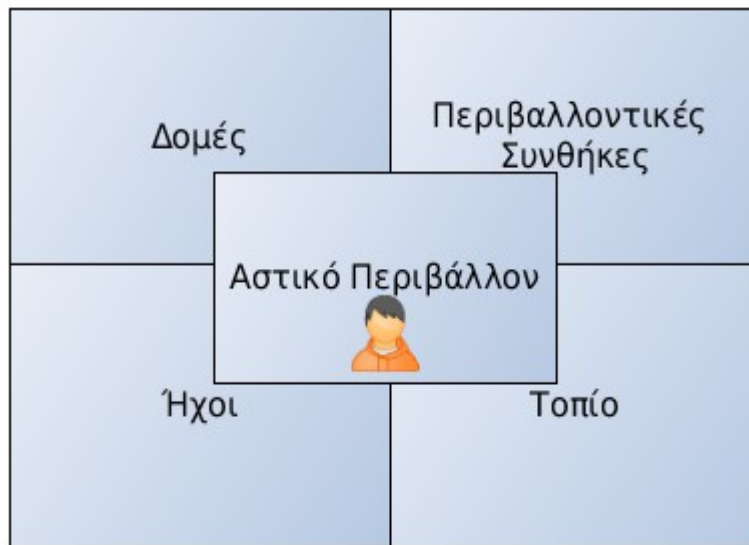 Δομές
Περιβαλλοντικές
Συνθήκες
Αστικό Περιβάλλον
Ήχοι
Τοπίο